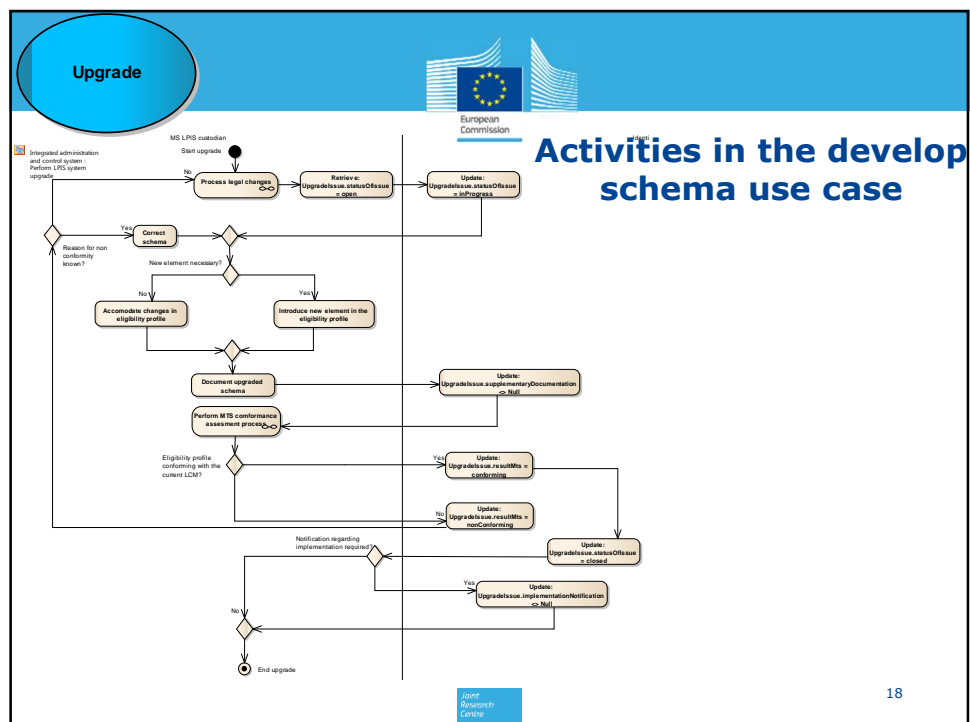 Upgrade
European
Commission
Activities in the develop
schema use case
MS LPIS custodian
Identi
Integrated administration
and control system :
Perform LPIS system
upgrade
Start upgrade
No
Process legal changes
Retrieve:
UpgradeIssue.statusOfIssue
= open
Update:
UpgradeIssue.statusOfIssue
= inProgress
Yes
Correct
schema
Reason for non
conformity
known?
New element necessary?
No
Yes
Accomodate changes in
eligibility profile
Introduce new element in the
eligibility profile
Document upgraded
schema
Update:
UpgradeIssue.supplementaryDocumentation
<> Null
Perform MTS comformance
assesment process
Eligibility profile
conforming with the
current LCM?
Yes
Update:
UpgradeIssue.resultMts =
conforming
No
Update:
UpgradeIssue.resultMts =
nonConforming
Notification regarding
implementation required?
Update:
UpgradeIssue.statusOfIssue
= closed
Yes
Update:
UpgradeIssue.implementationNotification
<> Null
No
End upgrade
Joint
Research
Centre
18